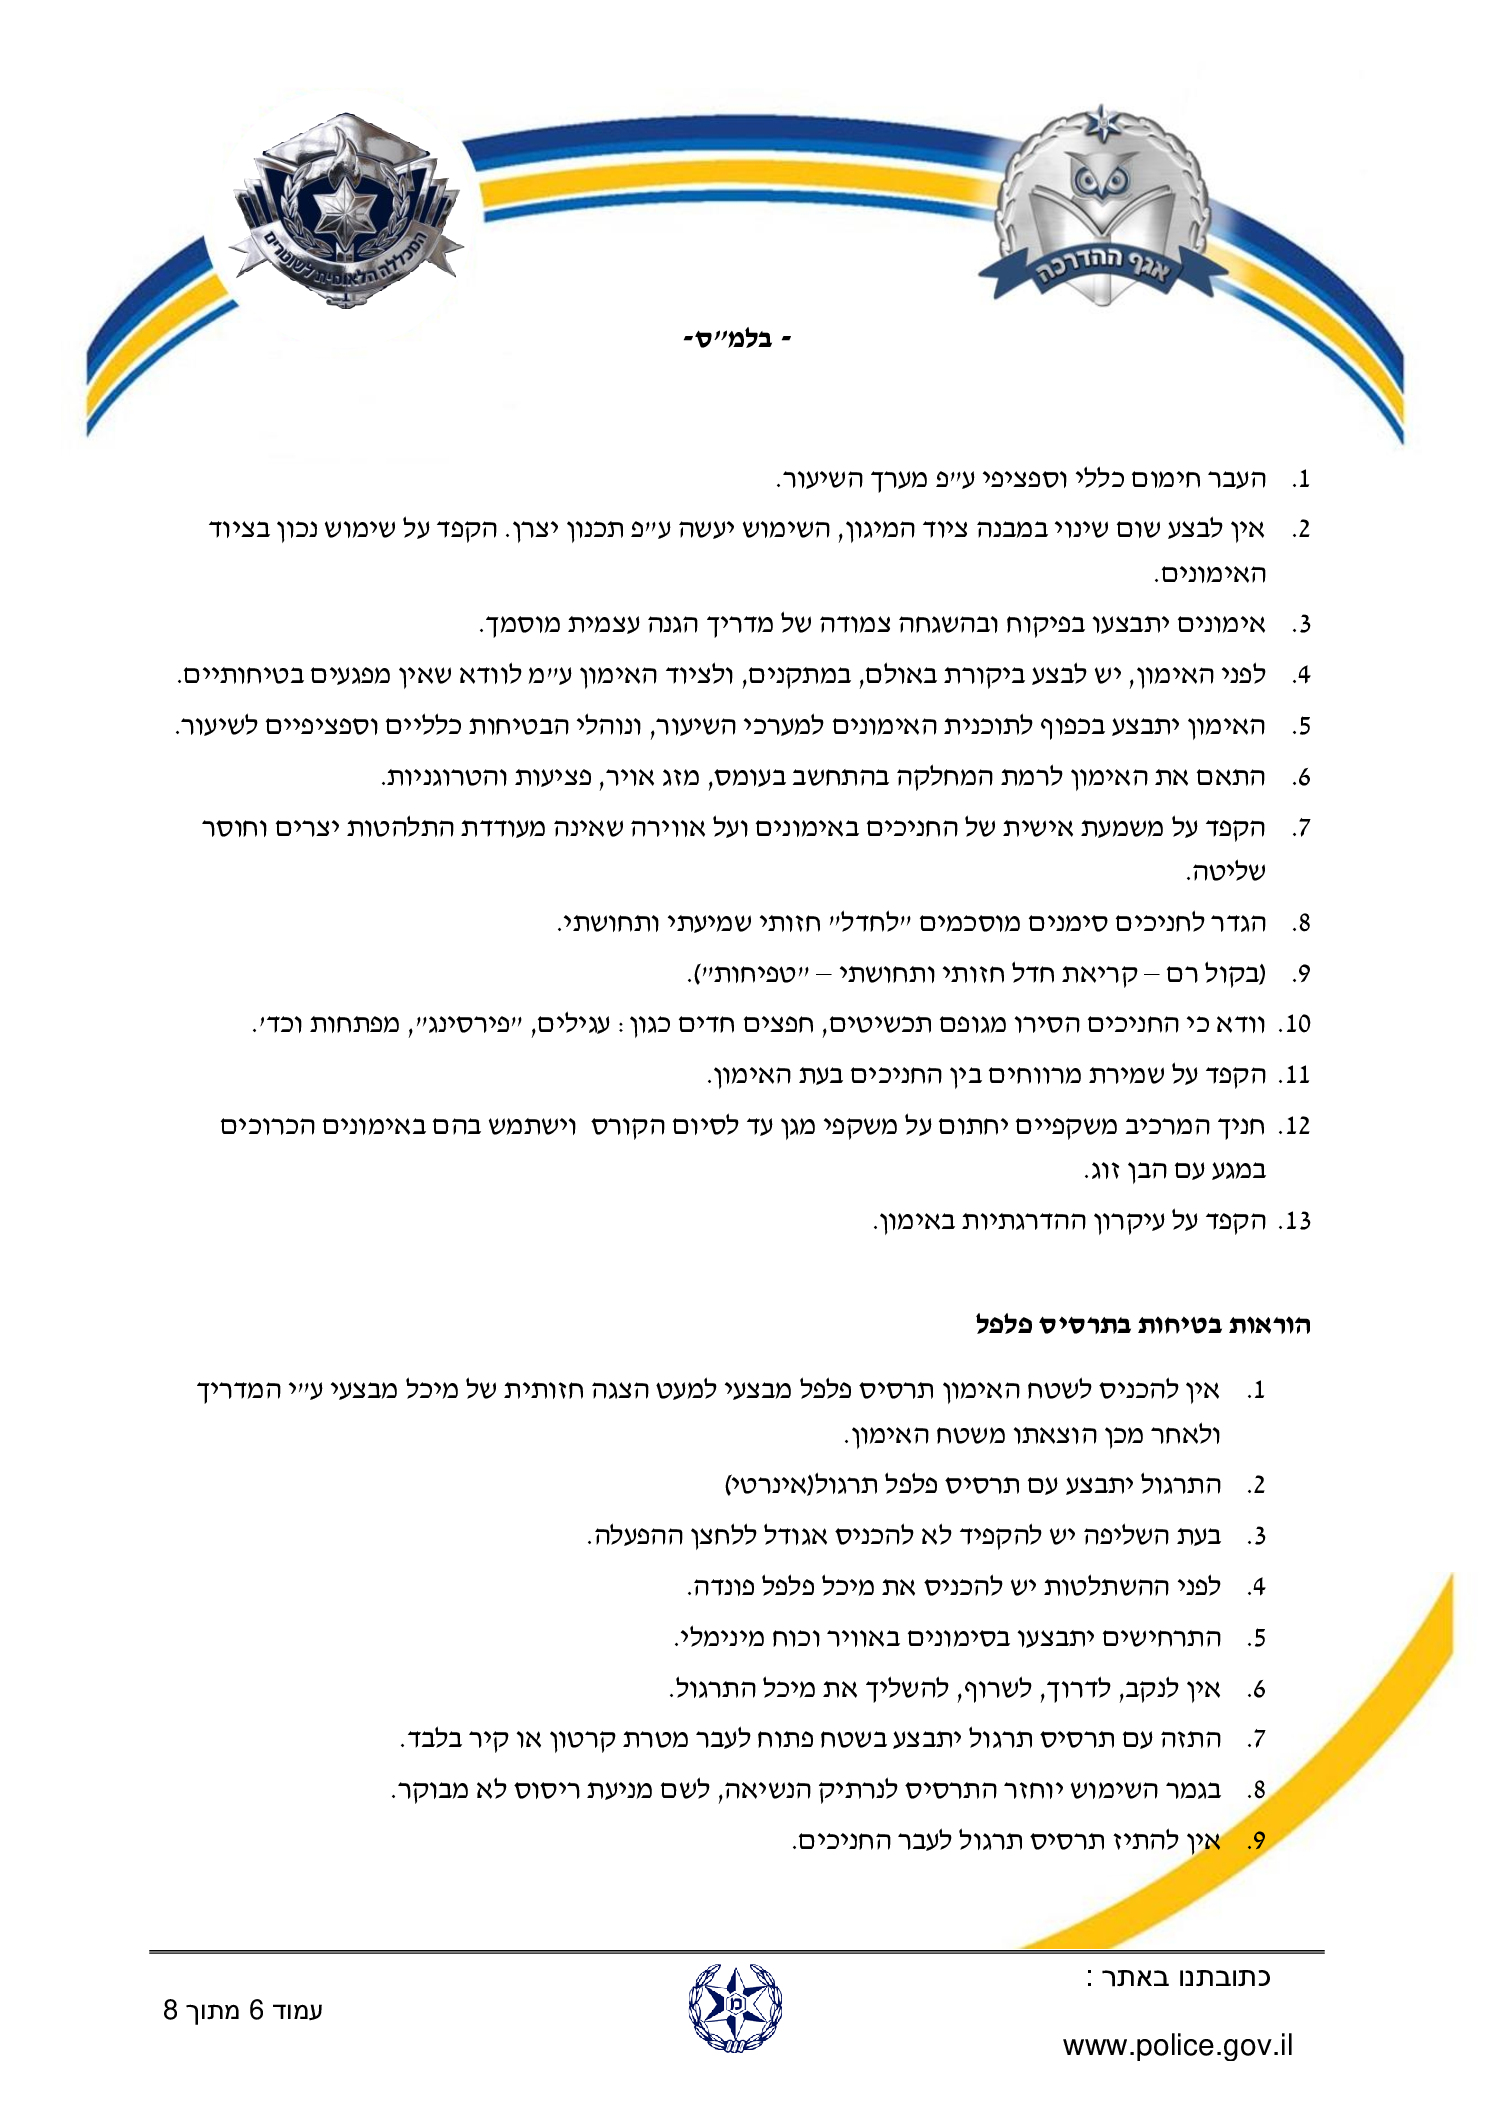 המכללה הלאומית לשוטרים
אגף ההדרכה
- בלמ״ס-
1. העבר חימום כללי וספציפי ע״פ מערך השיעור.
2. אין לבצע שום שינוי במבנה ציוד המיגון, השימוש יעשה ע״פ תכנון יצרן. הקפד על שימוש נכון בציוד
האימונים.
3. אימונים יתבצעו בפיקוח ובהשגחה צמודה של מדריך הגנה עצמית מוסמך.
4. לפני האימון, יש לבצע ביקורת באולם, במתקנים, ולציוד האימון ע״מ לוודא שאין מפגעים בטיחותיים.
5. האימון יתבצע בכפוף לתוכנית האימונים למערכי השיעור, ונוהלי הבטיחות כלליים וספציפיים לשיעור.
6. התאם את האימון לרמת המחלקה בהתחשב בעומס, מזג אויר, פציעות והטרוגניות.
7. הקפד על משמעת אישית של החניכים באימונים ועל אווירה שאינה מעודדת התלהטות יצרים וחוסר
שליטה.
8. הגדר לחניכים סימנים מוסכמים ״לחדל״ חזותי שמיעתי ותחושתי.
9. (בקול רם – קריאת חדל חזותי ותחושתי – ״טפיחות״).
10. וודא כי החניכים הסירו מגופם תכשיטים, חפצים חדים כגון: עגילים, ״פירסינג״, מפתחות וכד׳.
11. הקפד על שמירת מרווחים בין החניכים בעת האימון.
12. חניך המרכיב משקפיים יחתום על משקפי מגן עד לסיום הקורס  וישתמש בהם באימונים הכרוכים
במגע עם הבן זוג.
13. הקפד על עיקרון ההדרגתיות באימון.
הוראות בטיחות בתרסיס פלפל
1. אין להכניס לשטח האימון תרסיס פלפל מבצעי למעט הצגה חזותית של מיכל מבצעי ע״י המדריך
ולאחר מכן הוצאתו משטח האימון.
2. התרגול יתבצע עם תרסיס פלפל תרגול(אינרטי)
3. בעת השליפה יש להקפיד לא להכניס אגודל ללחצן ההפעלה.
4. לפני ההשתלטות יש להכניס את מיכל פלפל פונדה.
5. התרחישים יתבצעו בסימונים באוויר וכוח מינימלי.
6. אין לנקב, לדרוך, לשרוף, להשליך את מיכל התרגול.
7. התזה עם תרסיס תרגול יתבצע בשטח פתוח לעבר מטרת קרטון או קיר בלבד.
8. בגמר השימוש יוחזר התרסיס לנרתיק הנשיאה, לשם מניעת ריסוס לא מבוקר.
9. אין להתיז תרסיס תרגול לעבר החניכים.
כתובתנו באתר :
www.police.gov.il
עמוד 6 מתוך 8